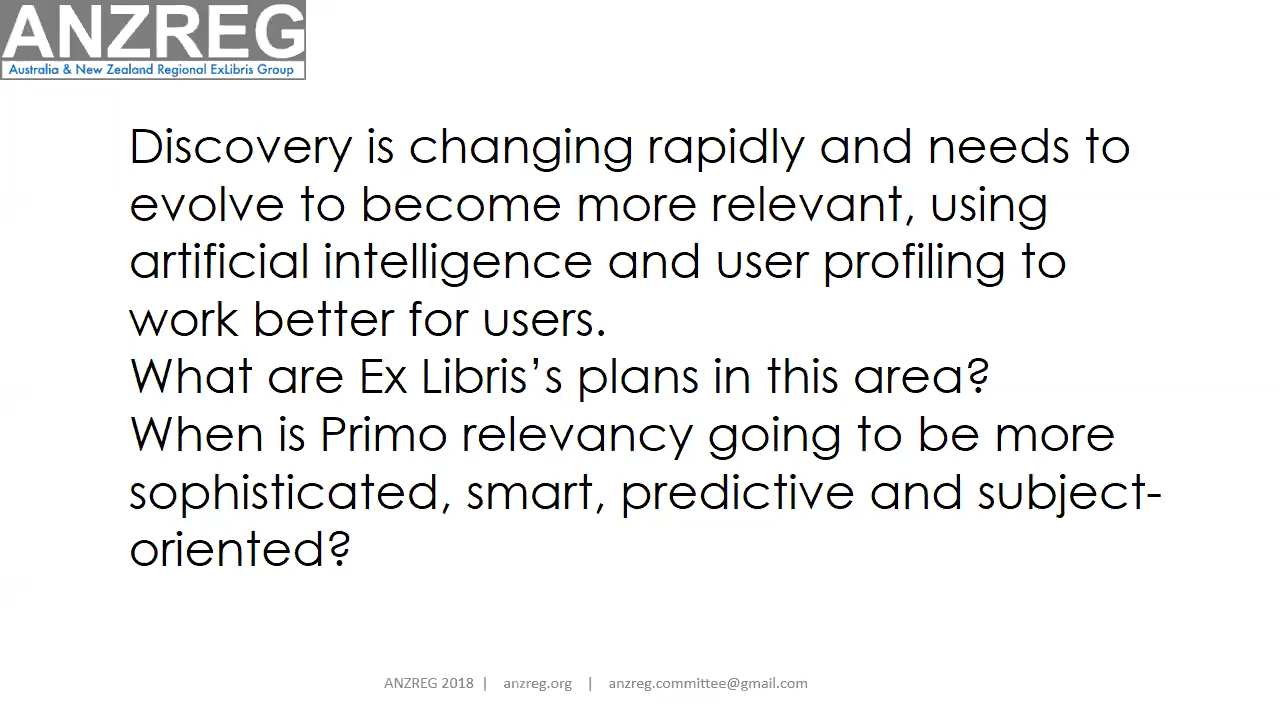 ANZREG
Australia & New Zealand Regional ExLibris Group
Discovery is changing rapidly and needs to
evolve to become more relevant, using
artificial intelligence and user profiling to
work better for users.
What are Ex Libris’s plans in this area?
When is Primo relevancy going to be more
sophisticated, smart, predictive and subject-
oriented?
ANZREG 2018 | anzreg.org | anzreg.committee@gmail.com